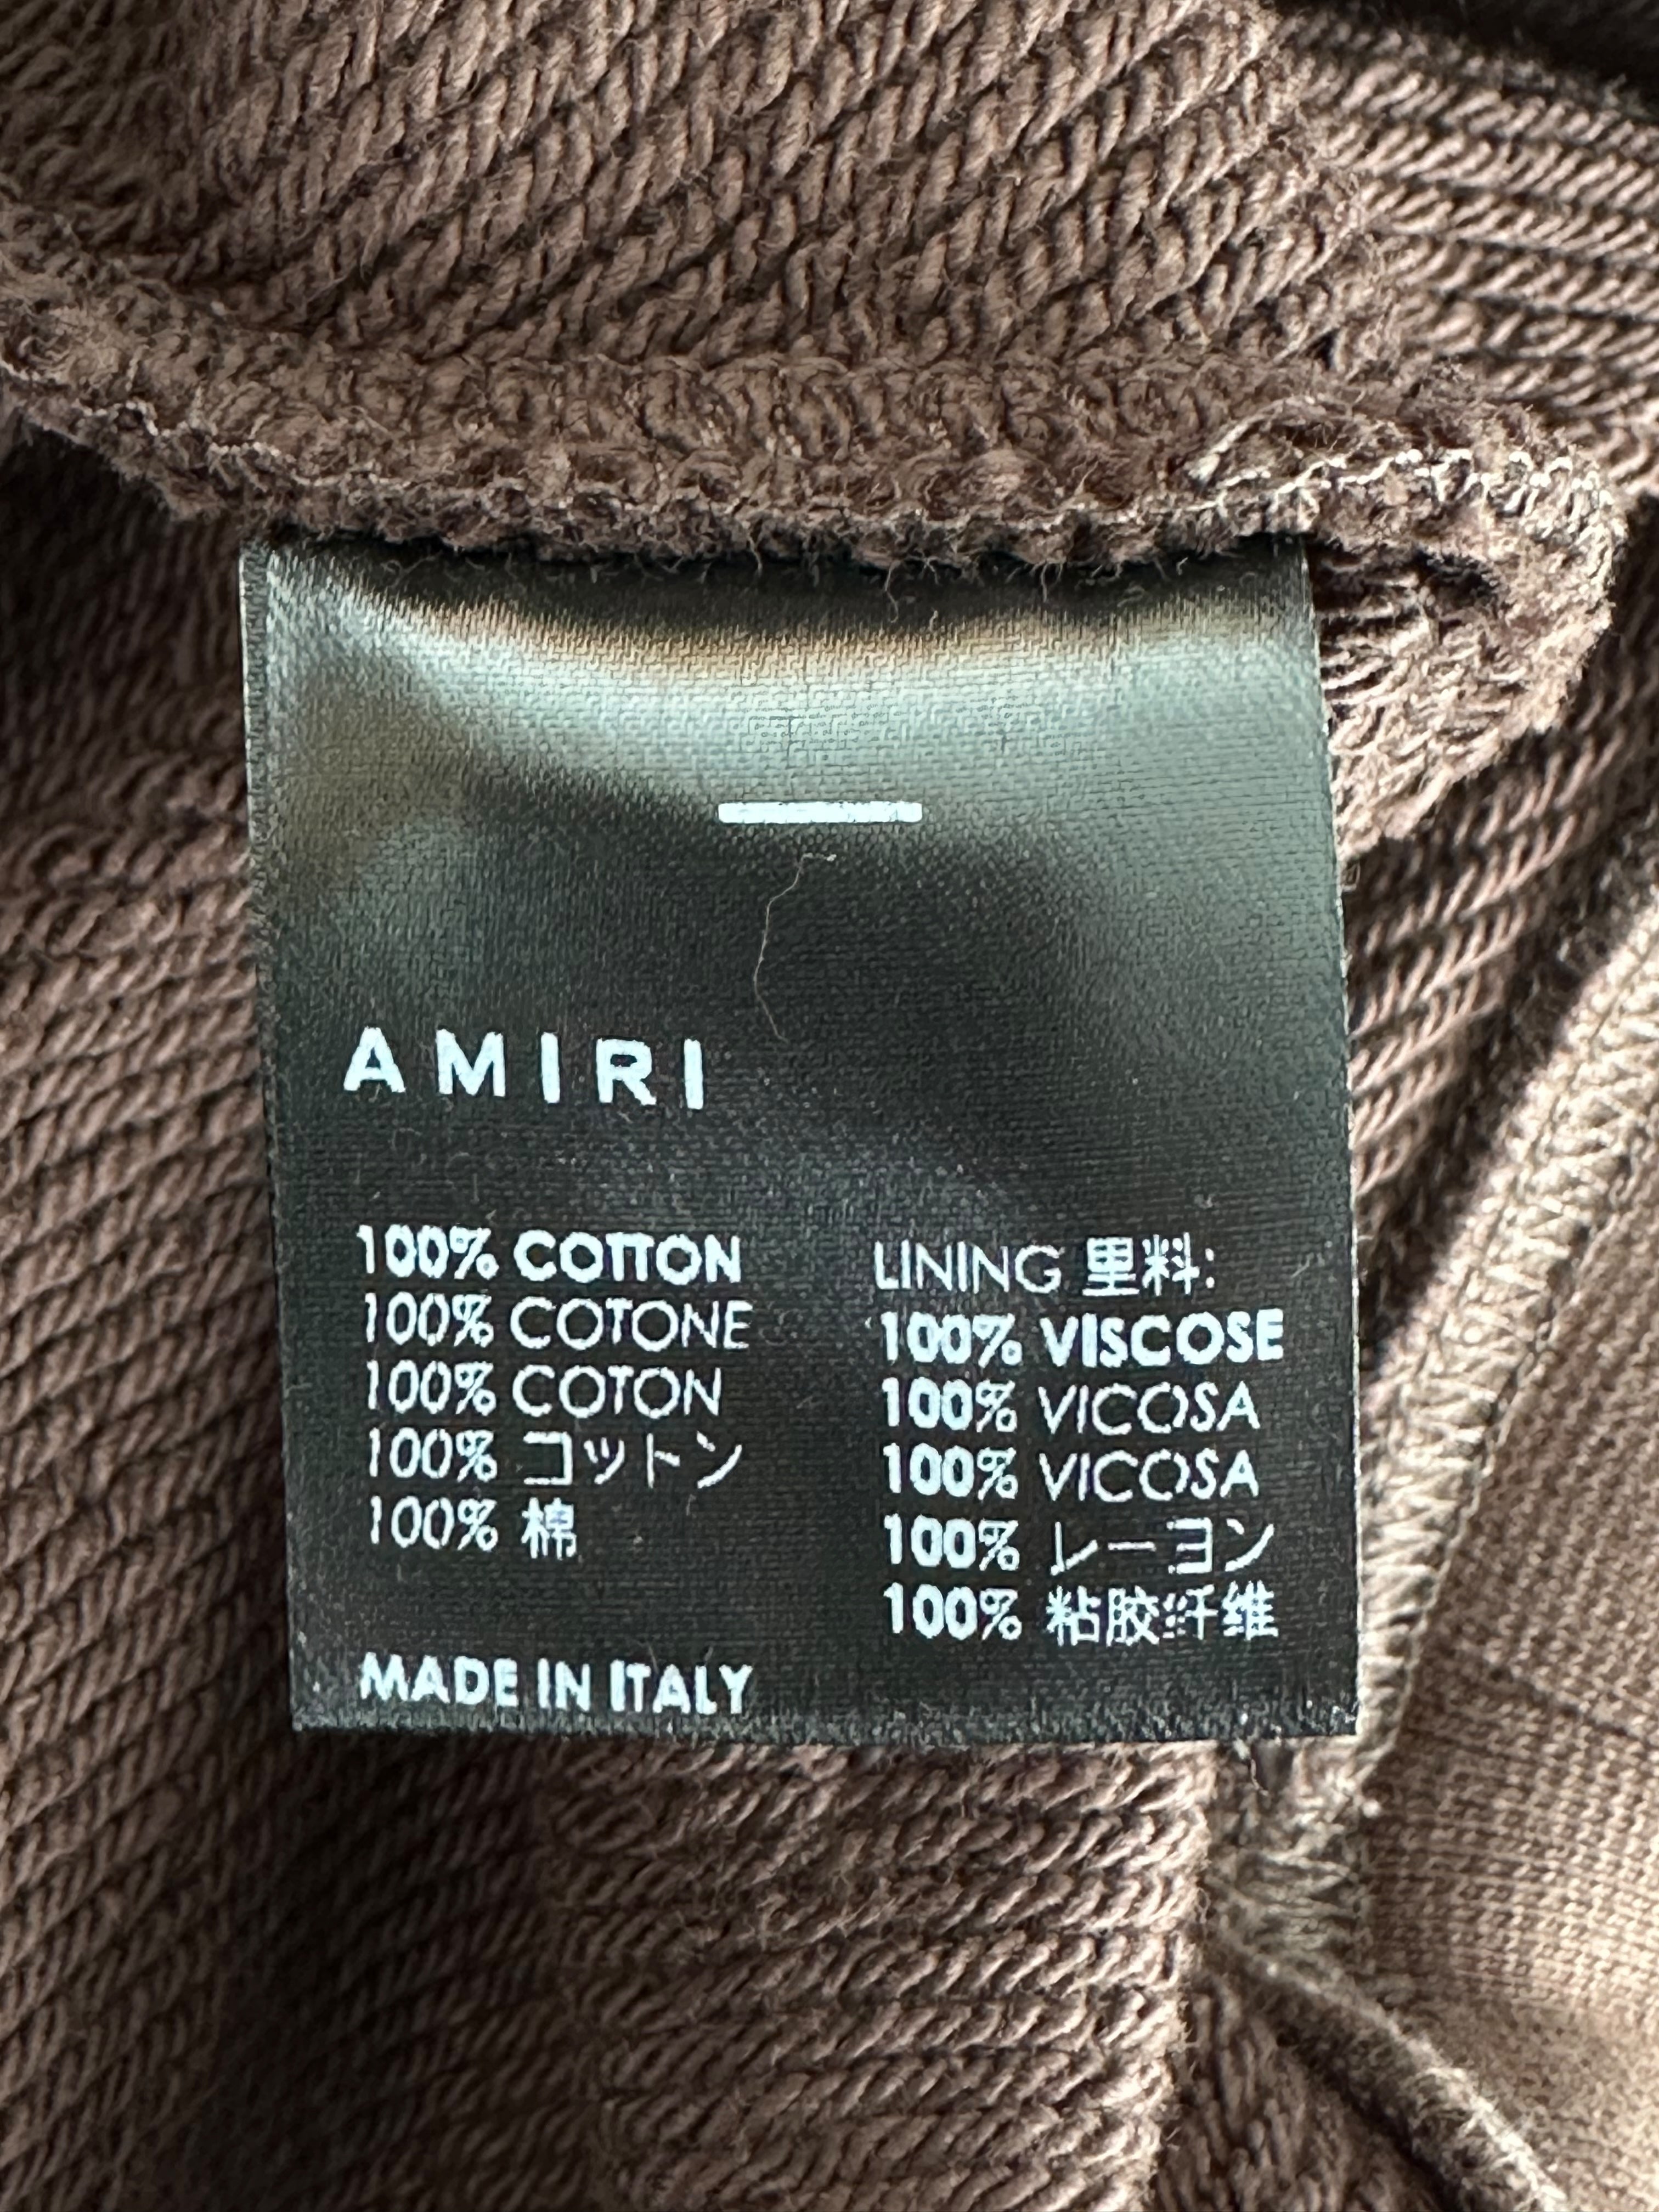 AMIRI
100% COTTON
100% COTONE
100% COTON
100% コットン
100% 棉
MADE IN ITALY
LINING 里料:
100% VISCOSE
100% VICOSA
100% VICOSA
100% レーヨン
100% 粘胶纤维